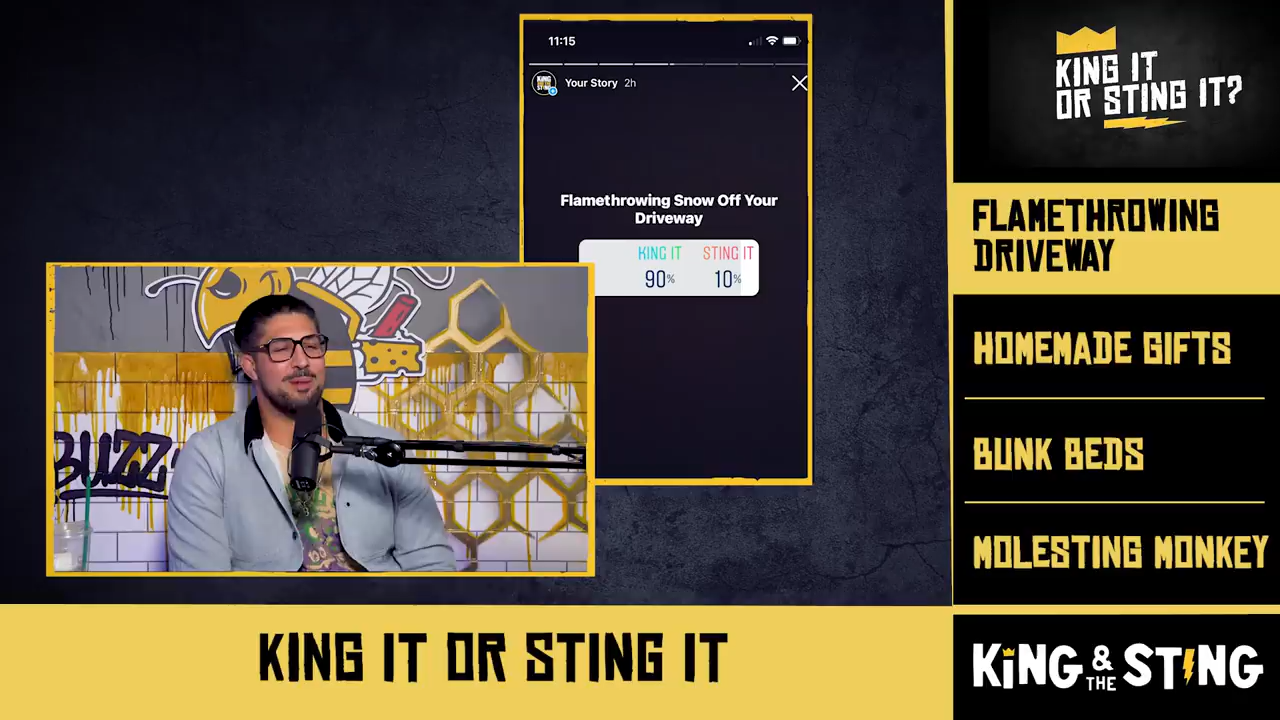 11:15
Your Story 2h
Flamethrowing Snow Off Your
Driveway
KING IT STING IT
90% 10%
BUZZ
KING IT
OR STING IT?
FLAMETHROWING
DRIVEWAY
HOMEMADE GIFTS
BUNK BEDS
MOLESTING MONKEY
KING IT OR STING IT
KING & THE STING